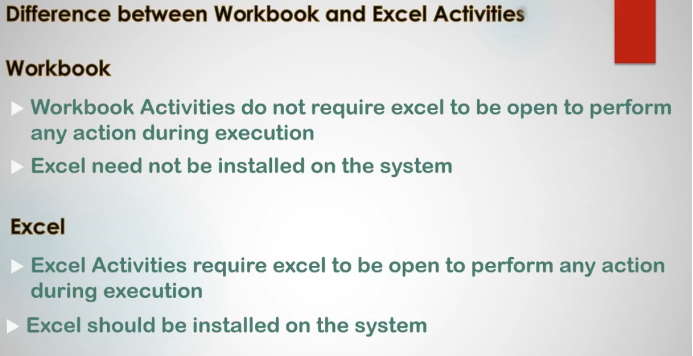 Difference between Workbook and Excel Activities
Workbook
Workbook Activities do not require excel to be open to perform
any action during execution
Excel need not be installed on the system
Excel
Excel Activities require excel to be open to perform any action
during execution
Excel should be installed on the system